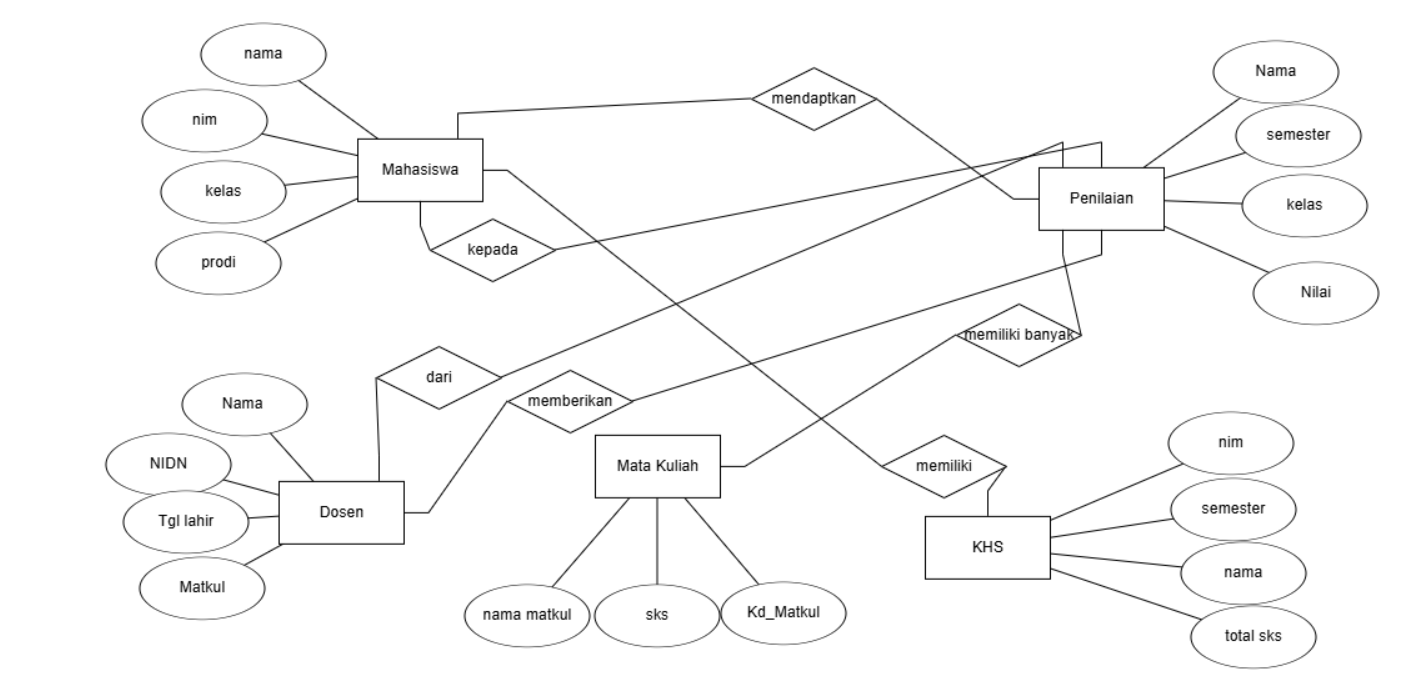 nama
Nama
mendaptkan
nim
semester
Mahasiswa
kelas
Penilaian
kelas
kepada
prodi
Nilai
memiliki banyak
dari
Nama
memberikan
nim
NIDN
Mata Kuliah
memiliki
semester
Tgl lahir
Dosen
KHS
nama
Matkul
nama matkul
sks
Kd_Matkul
total sks